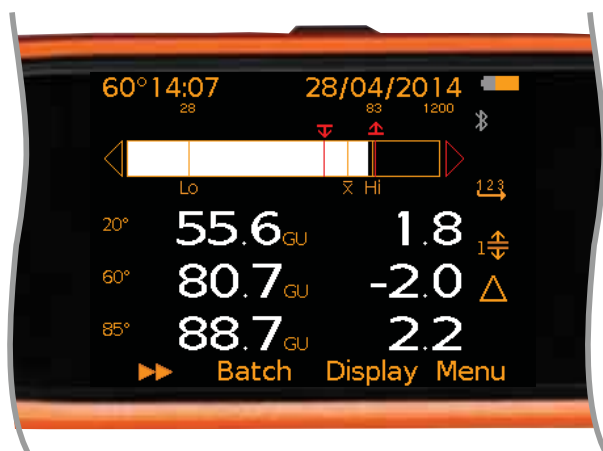 60°14:07 28/04/2014
28 83 1200
Lo x̅ Hi
123
20° 55.6GU 1.8
1
60° 80.7GU -2.0
85° 88.7GU 2.2
Batch Display Menu